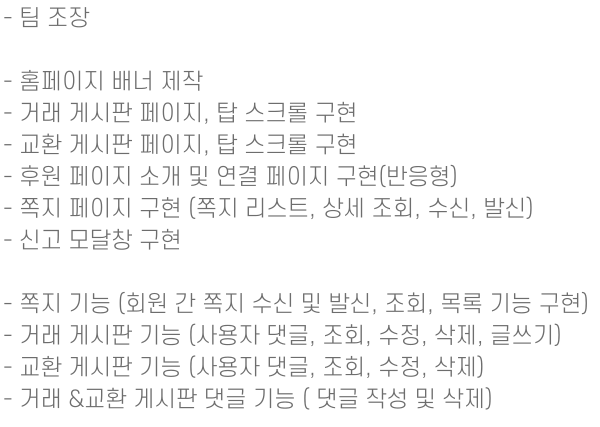 - 팀 조장
- 홈페이지 배너 제작
- 거래 게시판 페이지, 탑 스크롤 구현
- 교환 게시판 페이지, 탑 스크롤 구현
- 후원 페이지 소개 및 연결 페이지 구현(반응형)
- 쪽지 페이지 구현 (쪽지 리스트, 상세 조회, 수신, 발신)
- 신고 모달창 구현
- 쪽지 기능 (회원 간 쪽지 수신 및 발신, 조회, 목록 기능 구현)
- 거래 게시판 기능 (사용자 댓글, 조회, 수정, 삭제, 글쓰기)
- 교환 게시판 기능 (사용자 댓글, 조회, 수정, 삭제)
- 거래 &교환 게시판 댓글 기능 ( 댓글 작성 및 삭제)